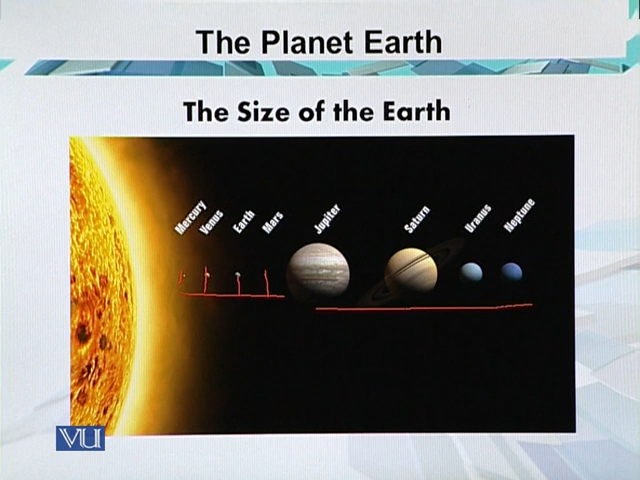 The Planet Earth
The Size of the Earth
Mercury
Venus
Earth
Mars
Jupiter
Saturn
Uranus
Neptune
VU